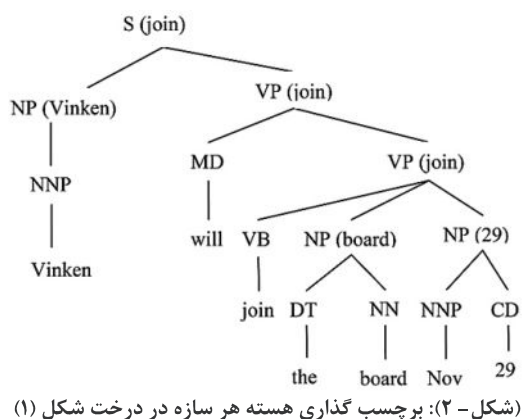 S (join)
NP (Vinken) VP (join)
NNP MD VP (join)
Vinken will VB NP (board) NP (29)
join DT NN NNP CD
the board Nov 29
(شکل- ۲): برچسب گذاری هسته هر سازه در درخت شکل (۱)